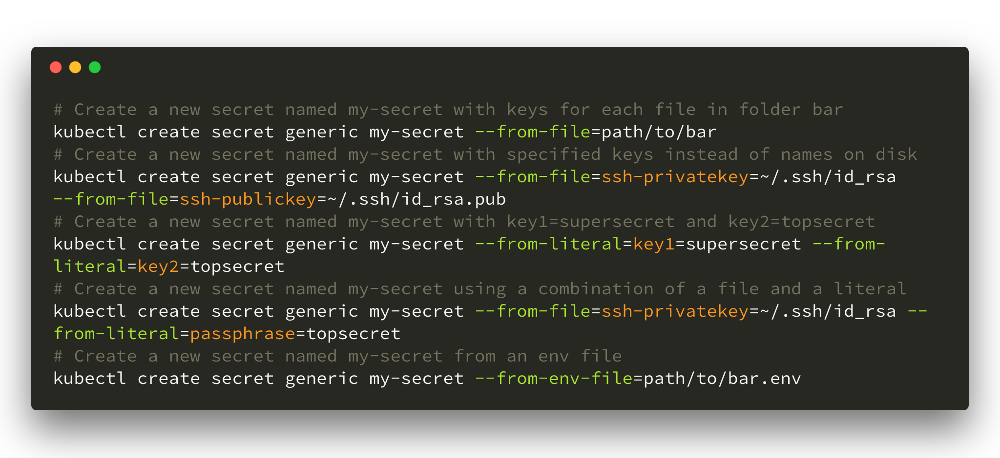 # Create a new secret named my-secret with keys for each file in folder bar
kubectl create secret generic my-secret --from-file=path/to/bar
# Create a new secret named my-secret with specified keys instead of names on disk
kubectl create secret generic my-secret --from-file=ssh-privatekey=~/.ssh/id_rsa
--from-file=ssh-publickey=~/.ssh/id_rsa.pub
# Create a new secret named my-secret with key1=supersecret and key2=topsecret
kubectl create secret generic my-secret --from-literal=key1=supersecret --from-
literal=key2=topsecret
# Create a new secret named my-secret using a combination of a file and a literal
kubectl create secret generic my-secret --from-file=ssh-privatekey=~/.ssh/id_rsa --
from-literal=passphrase=topsecret
# Create a new secret named my-secret from an env file
kubectl create secret generic my-secret --from-env-file=path/to/bar.env